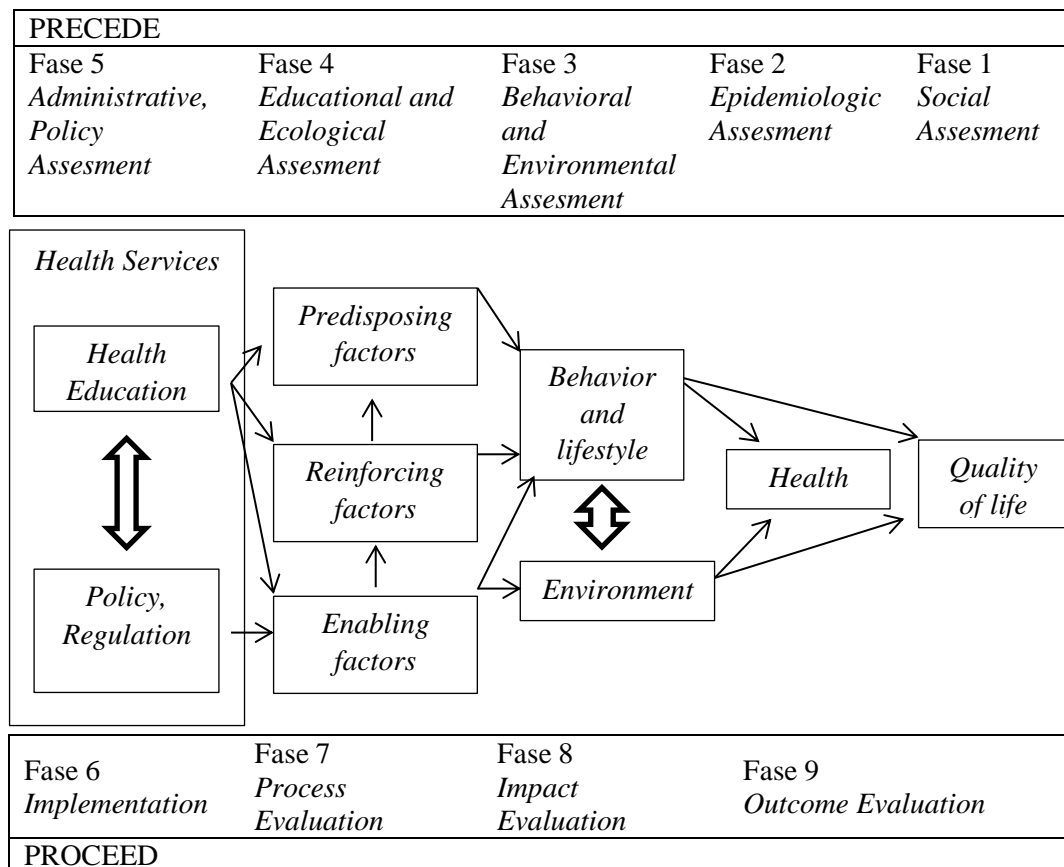 PRECEDE
Fase 5
Administrative,
Policy
Assesment
Fase 4
Educational and
Ecological
Assesment
Fase 3
Behavioral
and
Environmental
Assesment
Fase 2
Epidemiologic
Assesment
Fase 1
Social
Assesment
Health Services
Health
Education
Policy,
Regulation
Predisposing
factors
Reinforcing
factors
Enabling
factors
Behavior
and
lifestyle
Environment
Health
Quality
of life
Fase 6
Implementation
Fase 7
Process
Evaluation
Fase 8
Impact
Evaluation
Fase 9
Outcome Evaluation
PROCEED